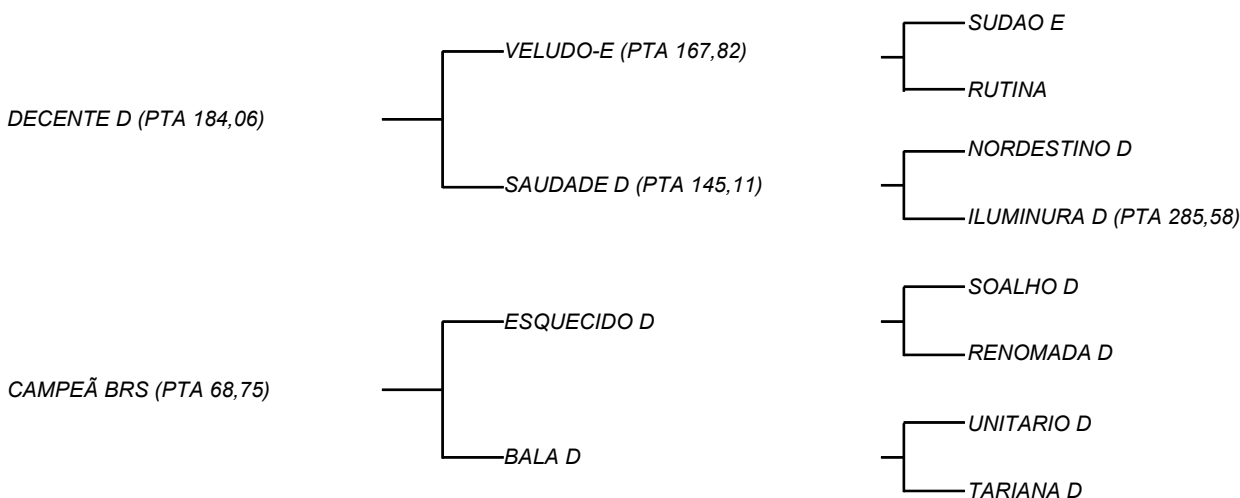 SUDAO E
VELUDO-E (PTA 167,82)
RUTINA
DECENTE D (PTA 184,06)
NORDESTINO D
SAUDADE D (PTA 145,11)
ILUMINURA D (PTA 285,58)
SOALHO D
ESQUECIDO D
RENOMADA D
CAMPEÃ BRS (PTA 68,75)
UNITARIO D
BALA D
TARIANA D